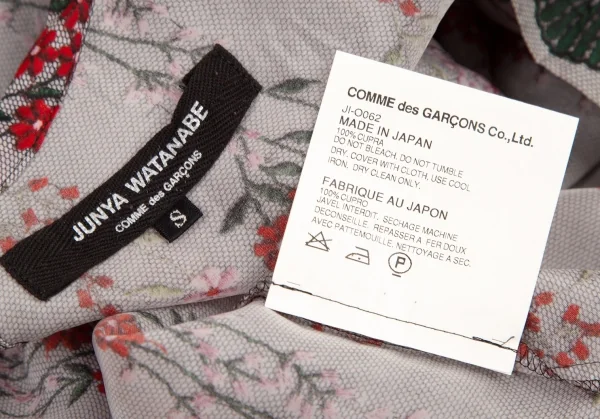 JUNYA WATANABE
COMME des GARÇONS
S
COMME des GARÇONS Co.,Ltd.
JI-O062
MADE IN JAPAN
100% CUPRA
DO NOT BLEACH. DO NOT TUMBLE
DRY. COVER WITH CLOTH. USE COOL
IRON. DRY CLEAN ONLY.
FABRIQUE AU JAPON
100% CUPRO
JAVEL INTERDIT. SECHAGE MACHINE
DECONSEILLE. REPASSER A FER DOUX
AVEC PATTEMOUILLE. NETTOYAGE A SEC.
P